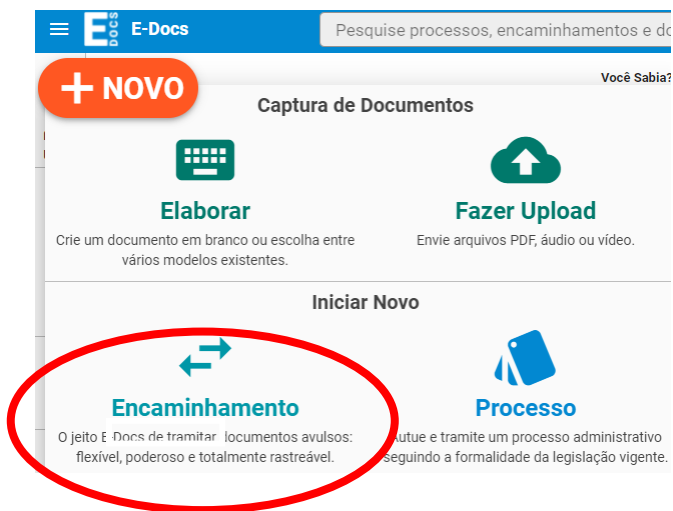 E DOCS E-Docs Pesquise processos, encaminhamentos e do
Você Sabia?
+ NOVO
Captura de Documentos
Elaborar Fazer Upload
Crie um documento em branco ou escolha entre Envie arquivos PDF, áudio ou vídeo.
vários modelos existentes.
Iniciar Novo
Encaminhamento Processo
O jeito E-Docs de tramitar documentos avulsos: Autue e tramite um processo administrativo
flexível, poderoso e totalmente rastreável. seguindo a formalidade da legislação vigente.